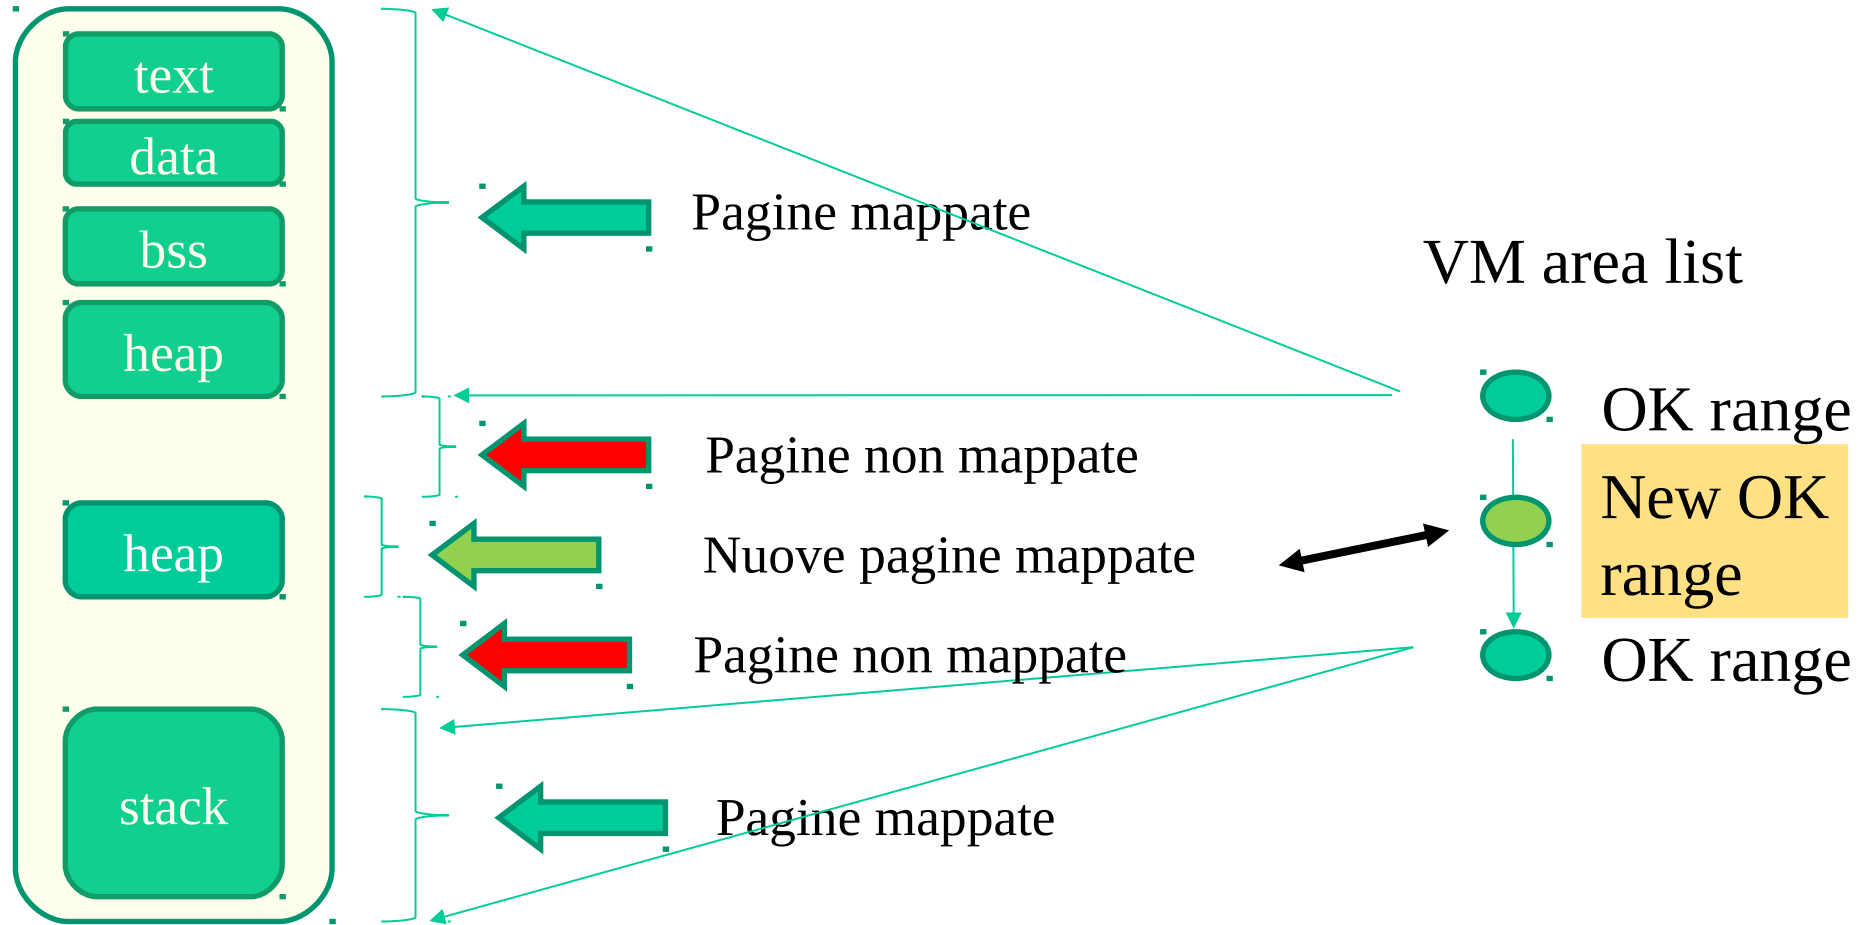 text
data
bss
heap
heap
stack
Pagine mappate
Pagine non mappate
Nuove pagine mappate
Pagine non mappate
Pagine mappate
VM area list
OK range
New OK
range
OK range